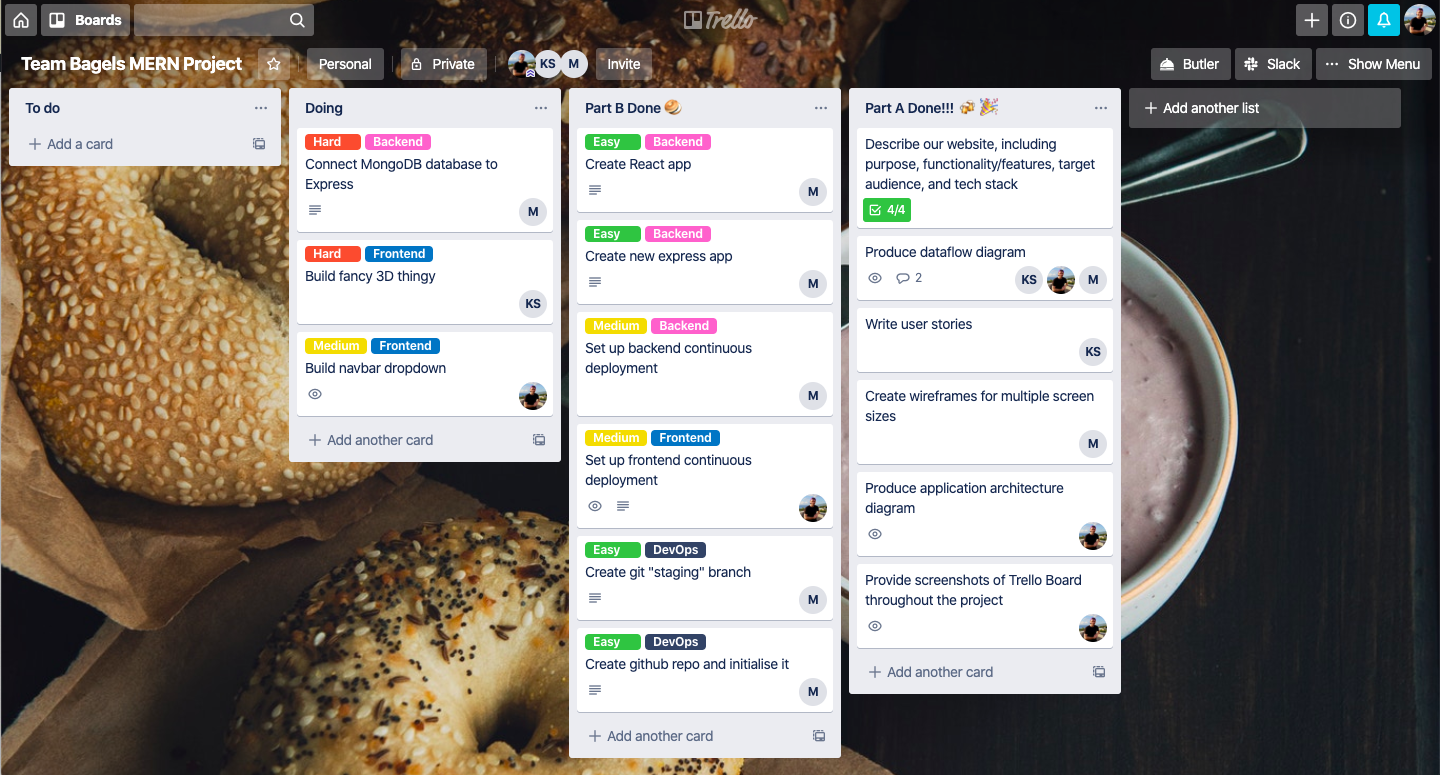 Boards
Trello
Team Bagels MERN Project
Personal
Private
KS
M
Invite
Butler
Slack
Show Menu
To do
Add a card
Doing
Hard Backend
Connect MongoDB database to
Express
M
Hard Frontend
Build fancy 3D thingy
KS
Medium Frontend
Build navbar dropdown
Add another card
Part B Done
Easy Backend
Create React app
M
Easy Backend
Create new express app
M
Medium Backend
Set up backend continuous
deployment
M
Medium Frontend
Set up frontend continuous
deployment
Easy DevOps
Create git "staging" branch
M
Easy DevOps
Create github repo and initialise it
M
Add another card
Part A Done!!!
Describe our website, including
purpose, functionality/features, target
audience, and tech stack
4/4
Produce dataflow diagram
2 KS M
Write user stories
KS
Create wireframes for multiple screen
sizes
M
Produce application architecture
diagram
Provide screenshots of Trello Board
throughout the project
Add another card
Add another list